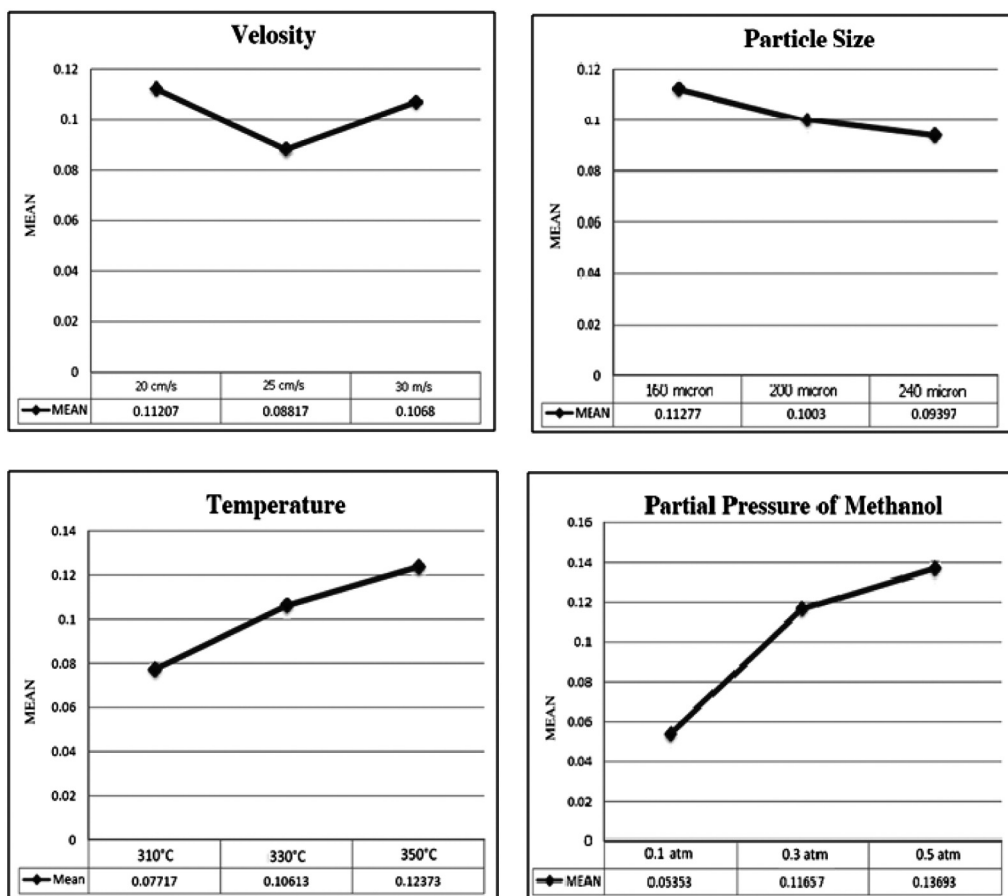 Velosity
0.12
0.1
0.08
0.06
0.04
0.02
0
MEAN
20 cm/s 25 cm/s 30 m/s
MEAN 0.11207 0.08817 0.1068
Particle Size
0.12
0.1
0.08
0.06
0.04
0.02
0
MEAN
160 micron 200 micron 240 micron
MEAN 0.11277 0.1003 0.09397
Temperature
0.14
0.12
0.1
0.08
0.06
0.04
0.02
0
MEAN
310°C 330°C 350°C
Mean 0.07717 0.10613 0.12373
Partial Pressure of Methanol
0.16
0.14
0.12
0.1
0.08
0.06
0.04
0.02
0
MEAN
0.1 atm 0.3 atm 0.5 atm
MEAN 0.05353 0.11657 0.13693